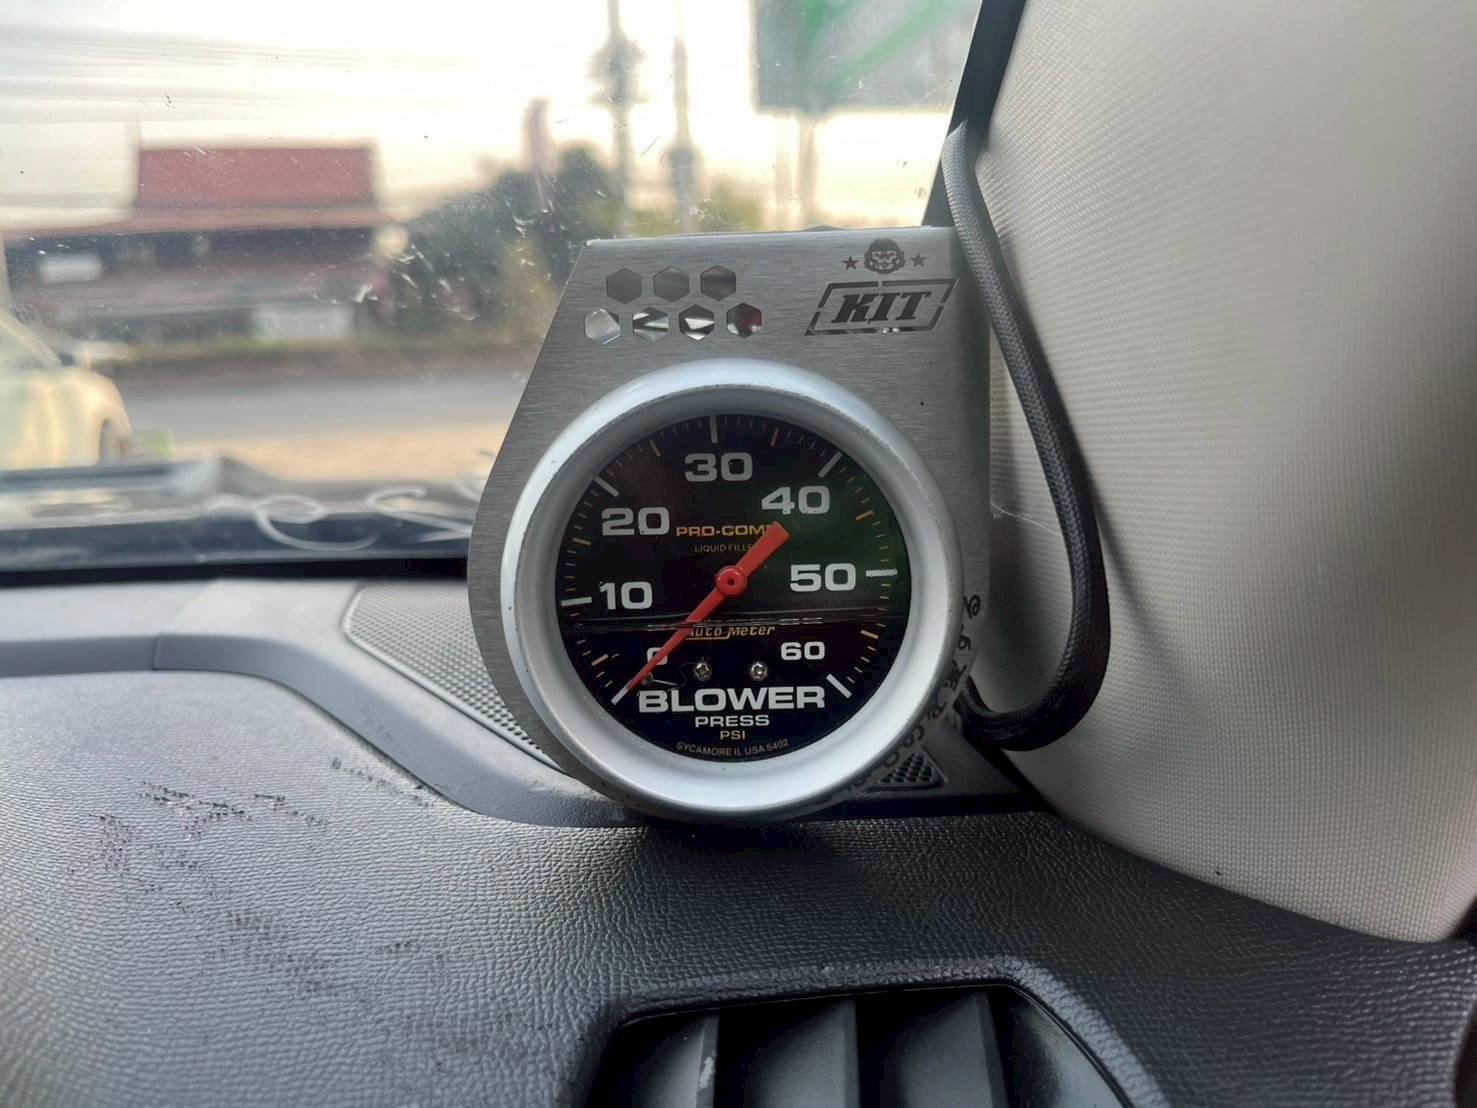 KIT
30
40
20
PRO-COMP
LIQUID FILLED
50
10
Auto Meter
0
60
BLOWER
PRESS
PSI
SYCAMORE IL USA 5402